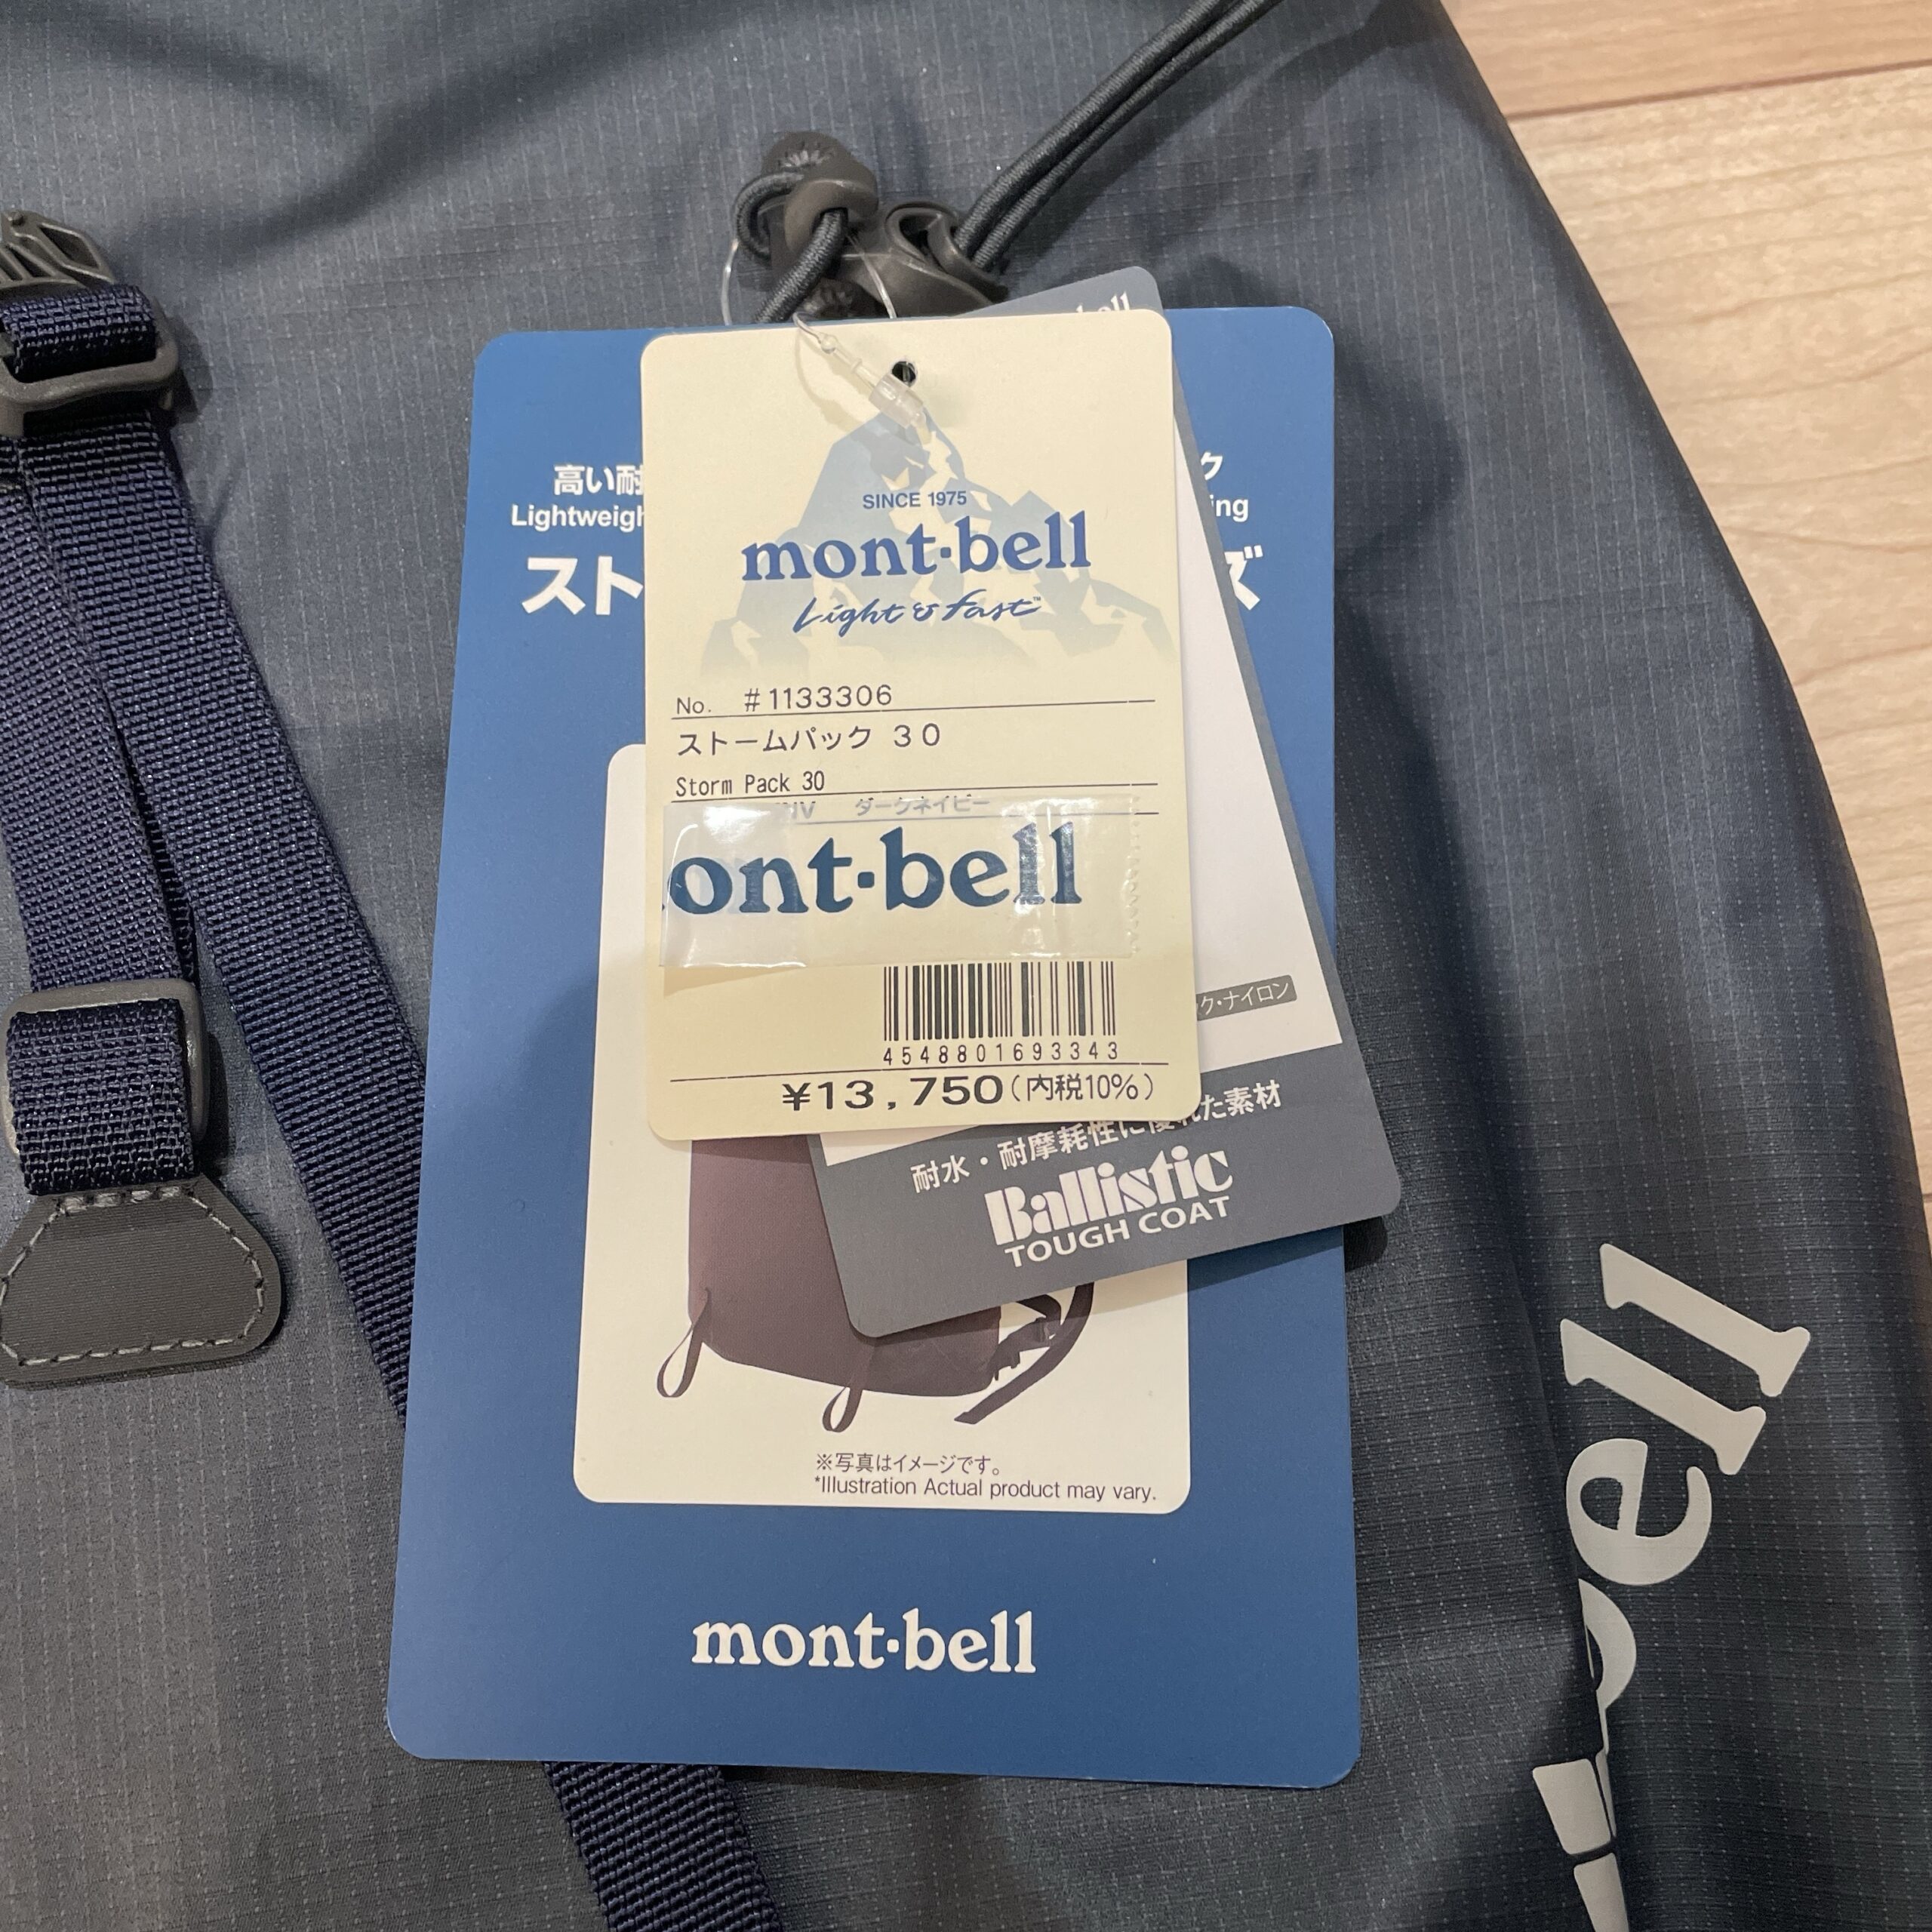 bell
高い耐
ク
Lightweigh
ing
スト
ズ
SINCE 1975
mont·bell
Light & Fast™
No. #1133306
ストームパック 30
Storm Pack 30
NV ダークネイビー
ont·bell
4548801693343
¥13,750(内税10%)
ク・ナイロン
耐水・耐摩耗性に優れた素材
Ballistic
TOUGH COAT
※写真はイメージです。
*Illustration Actual product may vary.
mont·bell
bell